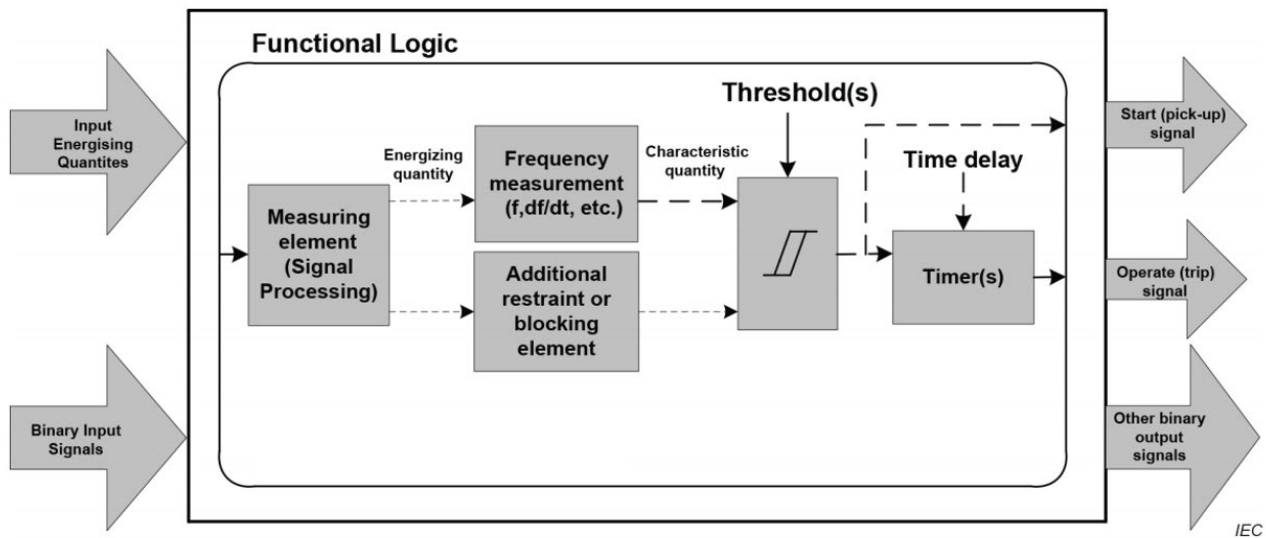 Functional Logic
Input
Energising
Quantites
Binary Input
Signals
Measuring
element
(Signal
Processing)
Energizing
quantity
Frequency
measurement
(f,df/dt, etc.)
Additional
restraint or
blocking
element
Characteristic
quantity
Threshold(s)
Time delay
Timer(s)
Start (pick-up)
signal
Operate (trip)
signal
Other binary
output
signals
IEC